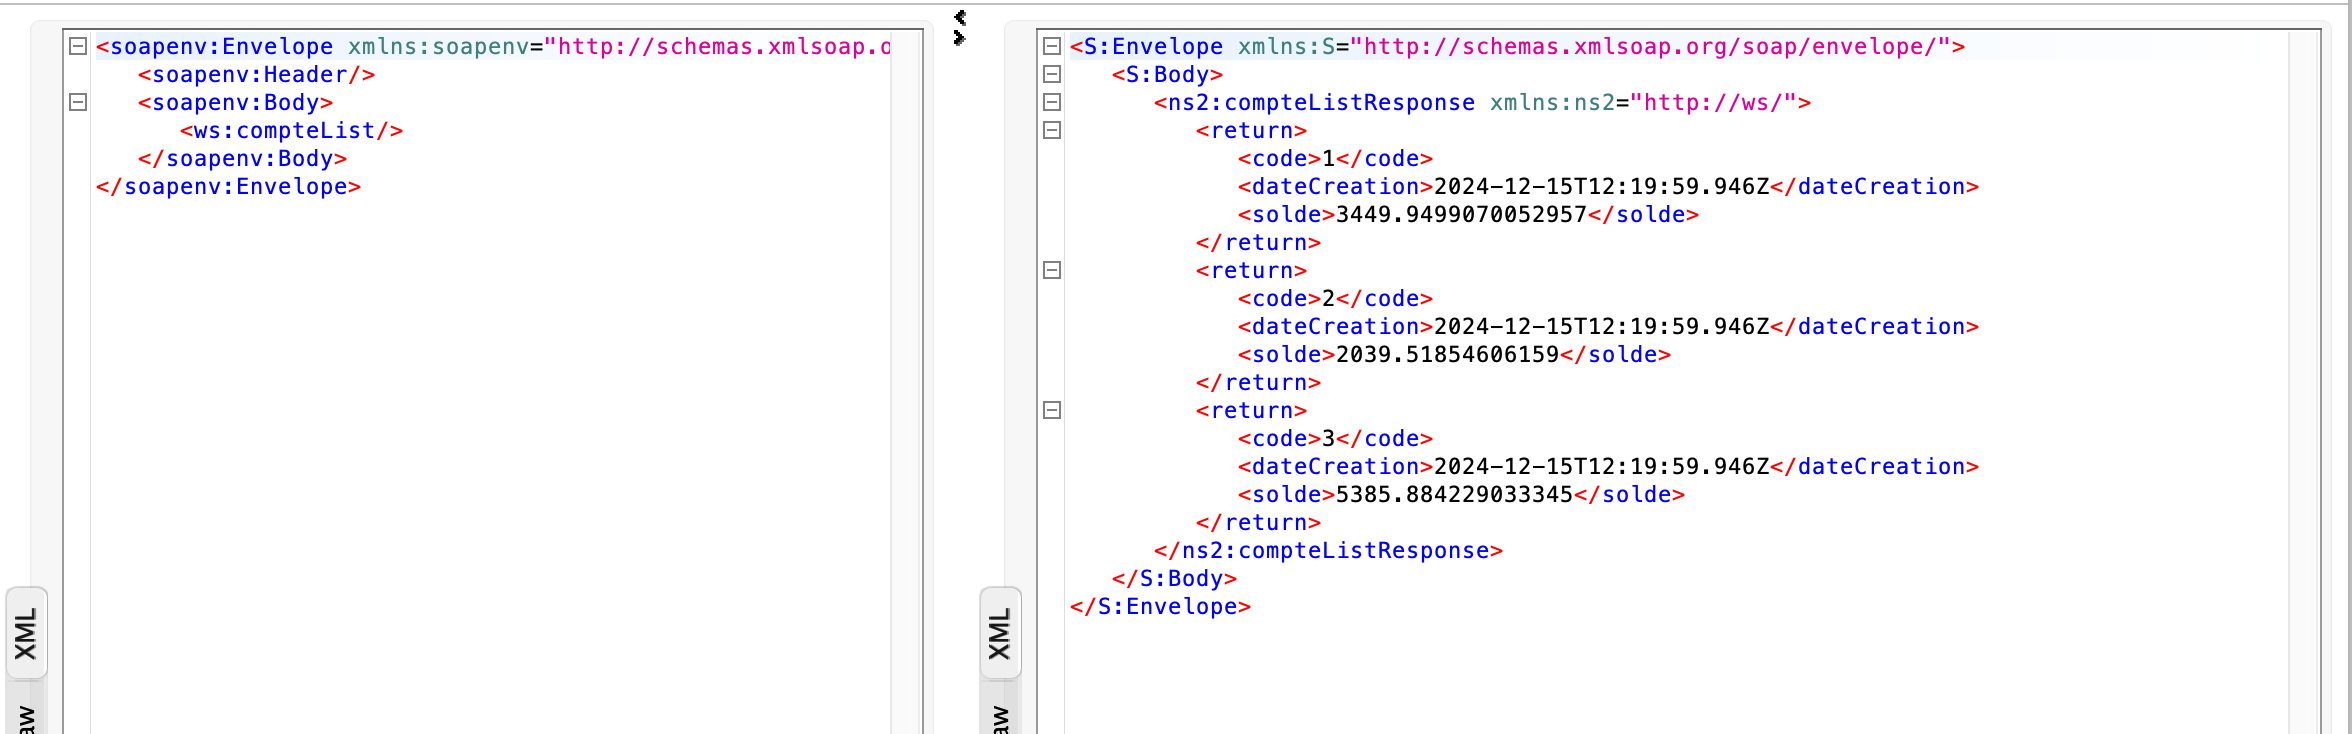 <soapenv:Envelope xmlns:soapenv="http://schemas.xmlsoap.o
<soapenv:Header/>
<soapenv:Body>
<ws:compteList/>
</soapenv:Body>
</soapenv:Envelope>
XML
aw
<S:Envelope xmlns:S="http://schemas.xmlsoap.org/soap/envelope/">
<S:Body>
<ns2:compteListResponse xmlns:ns2="http://ws/">
<return>
<code>1</code>
<dateCreation>2024-12-15T12:19:59.946Z</dateCreation>
<solde>3449.9499070052957</solde>
</return>
<return>
<code>2</code>
<dateCreation>2024-12-15T12:19:59.946Z</dateCreation>
<solde>2039.51854606159</solde>
</return>
<return>
<code>3</code>
<dateCreation>2024-12-15T12:19:59.946Z</dateCreation>
<solde>5385.884229033345</solde>
</return>
</ns2:compteListResponse>
</S:Body>
</S:Envelope>
XML
aw